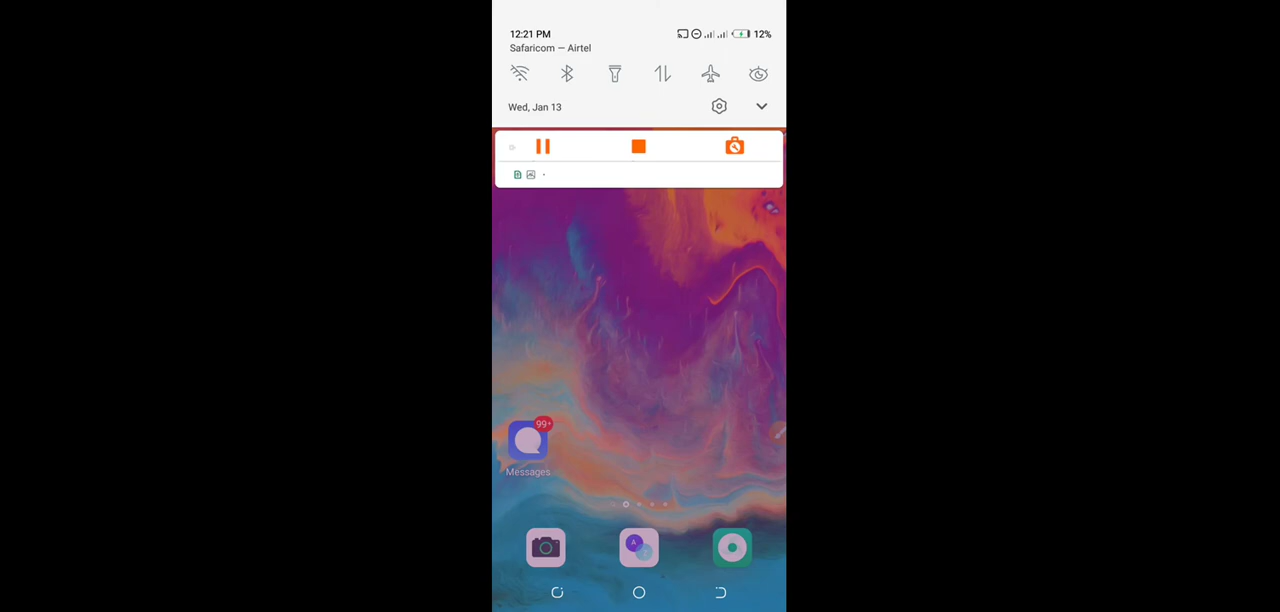 12:21 PM 12%
Safaricom — Airtel
Wed, Jan 13
99+
Messages
A